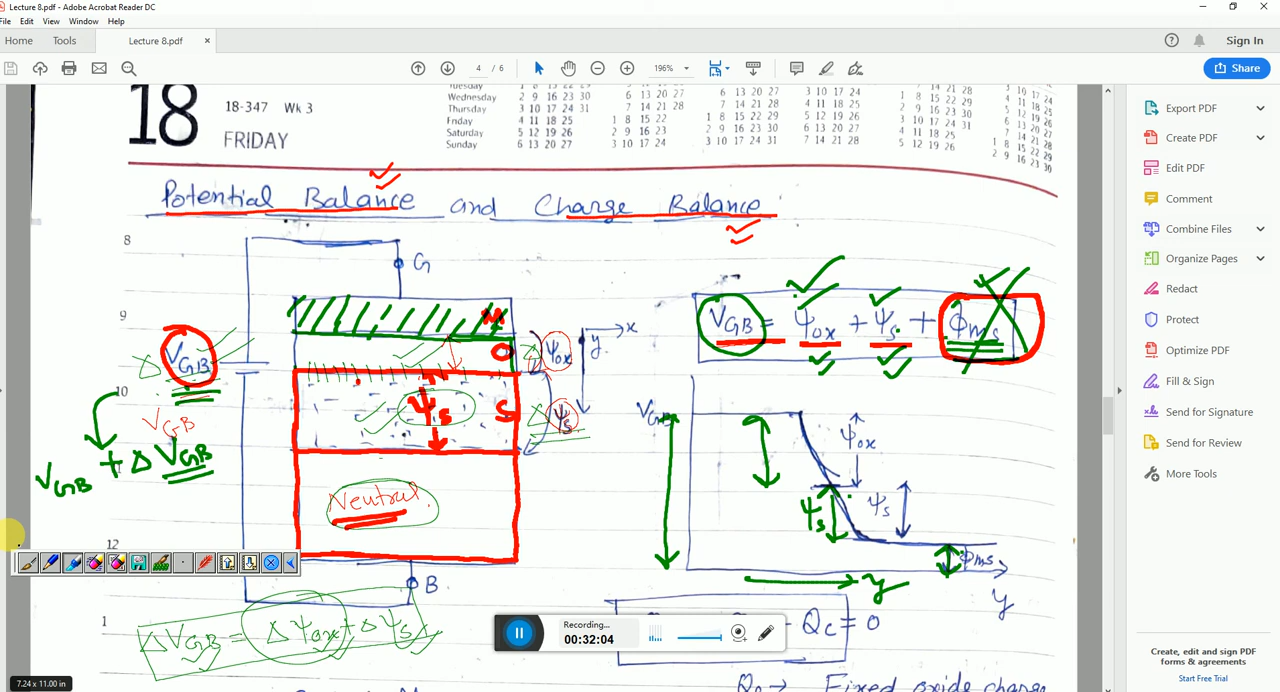 Lecture 8.pdf - Adobe Acrobat Reader DC
File Edit View Window Help
Home Tools Lecture 8.pdf × Sign In
4 / 6 196% Share
18
18-347 Wk 3
FRIDAY
Wednesday
Thursday
Friday
Saturday
Sunday
Potential Balance and Charge Balance
8
G
9
M
O
ψox
x
y
VGB = ψox + ψs + Φms
VGB
10
ψs
S
Δ ψs
VGB
VGB + Δ VGB
Neutral
VGB
ψox
ψs
ψs
Φms
y
y
12
B
1
ΔVGB = Δψox + Δψs
QC = 0
Recording...
00:32:04
Q0 → Fixed oxide charge
7.24 x 11.00 in
Export PDF
Create PDF
Edit PDF
Comment
Combine Files
Organize Pages
Redact
Protect
Optimize PDF
Fill & Sign
Send for Signature
Send for Review
More Tools
Create, edit and sign PDF
forms & agreements
Start Free Trial